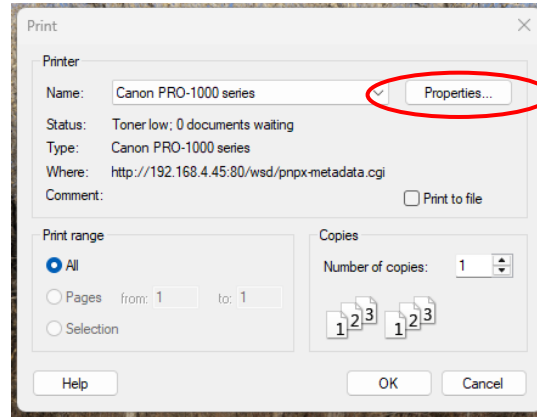 Print
Printer
Name: Canon PRO-1000 series Properties...
Status: Toner low; 0 documents waiting
Type: Canon PRO-1000 series
Where: http://192.168.4.45:80/wsd/pnpx-metadata.cgi
Comment: Print to file
Print range
All
Pages from: 1 to: 1
Selection
Copies
Number of copies: 1
1 2 3 1 2 3
Help OK Cancel